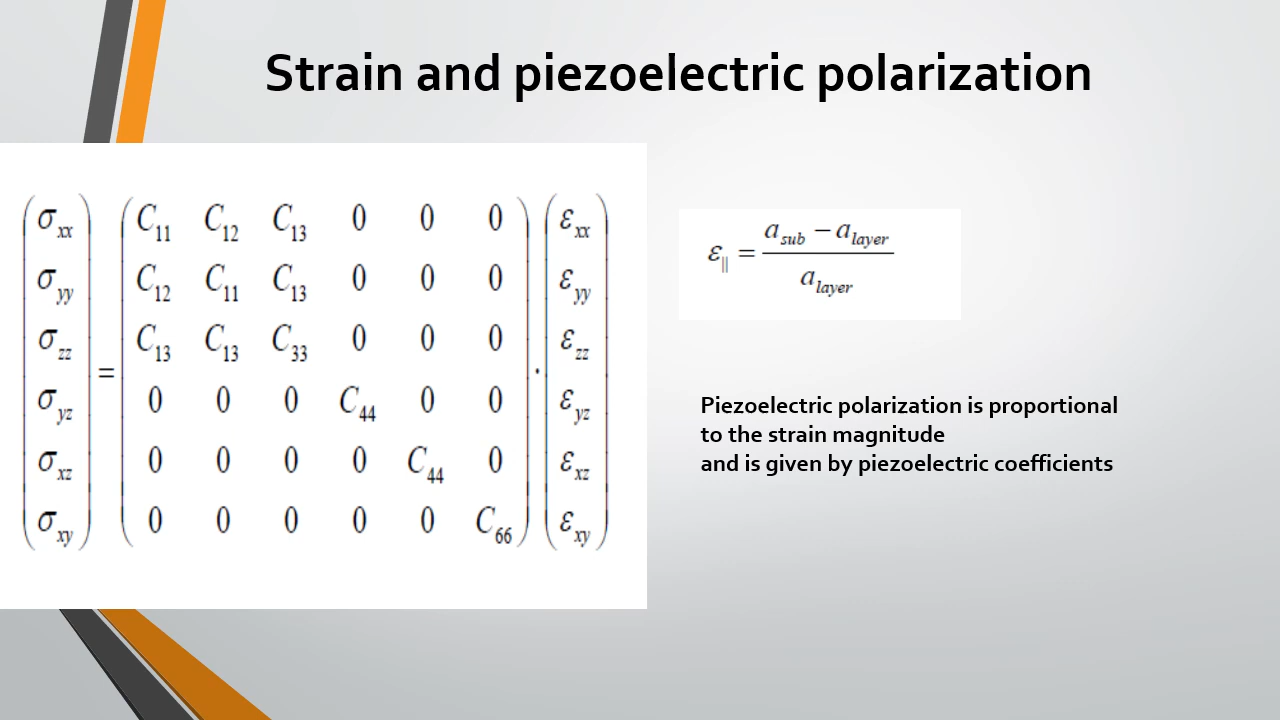 Strain and piezoelectric polarization
σxx C11 C12 C13 0 0 0 εxx
σyy C12 C11 C13 0 0 0 εyy
σzz C13 C13 C33 0 0 0 εzz
=
·
σyz 0 0 0 C44 0 0 εyz
σxz 0 0 0 0 C44 0 εxz
σxy 0 0 0 0 0 C66 εxy
ε|| = (asub − alayer) / alayer
Piezoelectric polarization is proportional
to the strain magnitude
and is given by piezoelectric coefficients